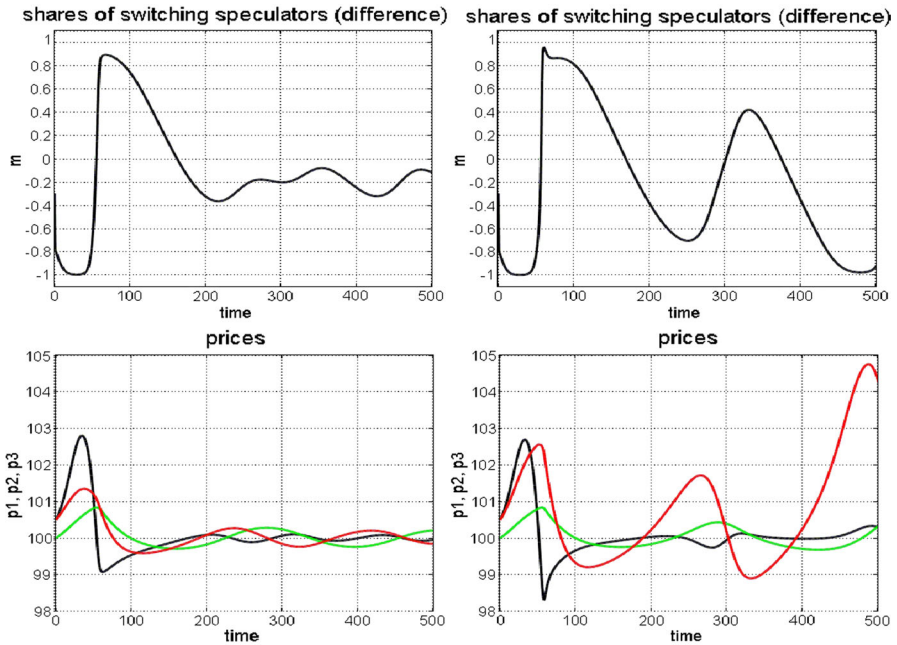 shares of switching speculators (difference)
1
0.8
0.6
0.4
0.2
0
-0.2
-0.4
-0.6
-0.8
-1
m
0 100 200 300 400 500
time
shares of switching speculators (difference)
1
0.8
0.6
0.4
0.2
0
-0.2
-0.4
-0.6
-0.8
-1
m
0 100 200 300 400 500
time
prices
105
104
103
102
101
100
99
98
p1, p2, p3
0 100 200 300 400 500
time
prices
105
104
103
102
101
100
99
98
p1, p2, p3
0 100 200 300 400 500
time